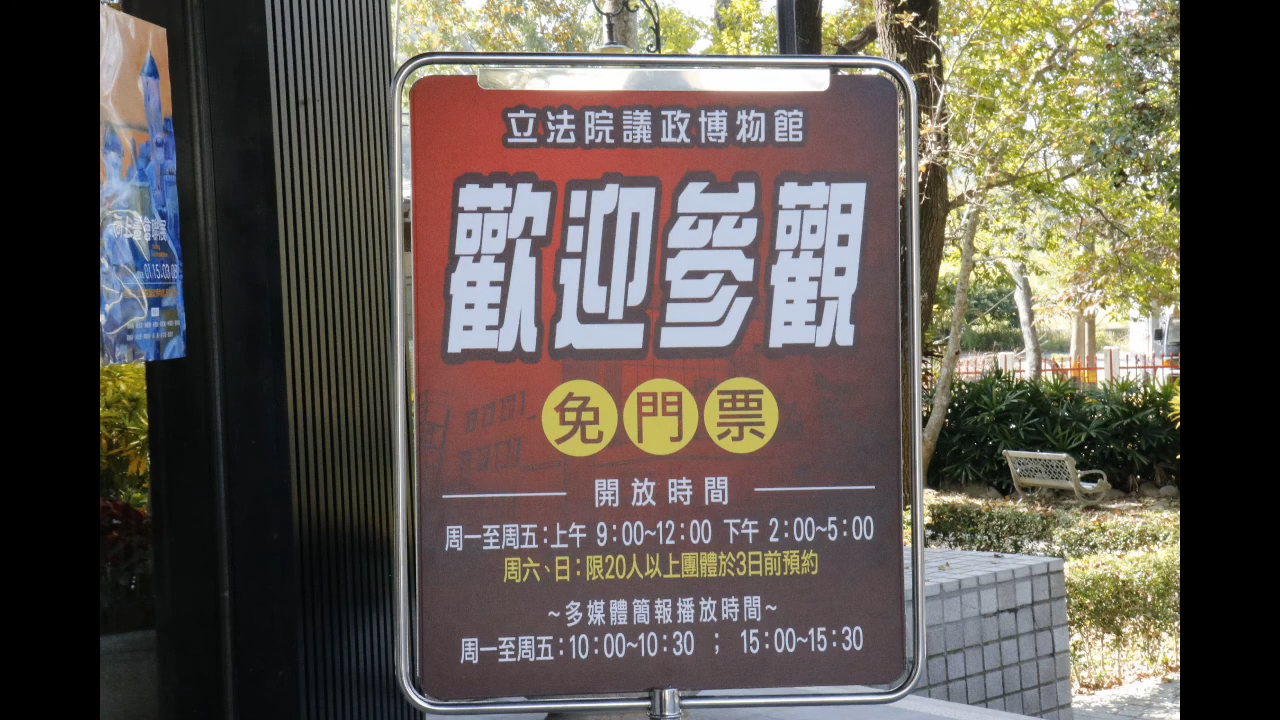 立法院議政博物館
歡迎參觀
免門票
開放時間
周一至周五:上午 9:00~12:00 下午 2:00~5:00
周六、日:限20人以上團體於3日前預約
~多媒體簡報播放時間~
周一至周五:10:00~10:30 ; 15:00~15:30